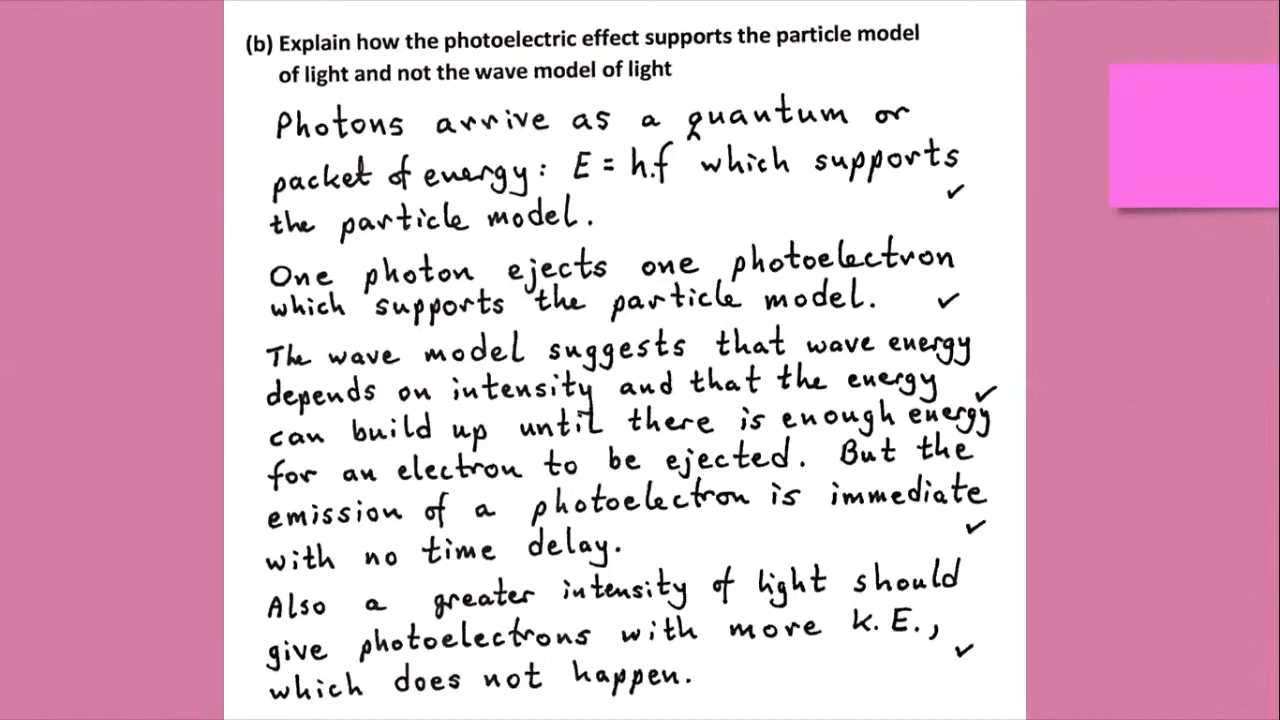 (b) Explain how the photoelectric effect supports the particle model
of light and not the wave model of light
Photons arrive as a quantum or
packet of energy: E = h.f which supports
the particle model. ✓
One photon ejects one photoelectron
which supports the particle model. ✓
The wave model suggests that wave energy
depends on intensity and that the energy ✓
can build up until there is enough energy
for an electron to be ejected. But the
emission of a photoelectron is immediate
with no time delay. ✓
Also a greater intensity of light should
give photoelectrons with more K.E.,
which does not happen. ✓